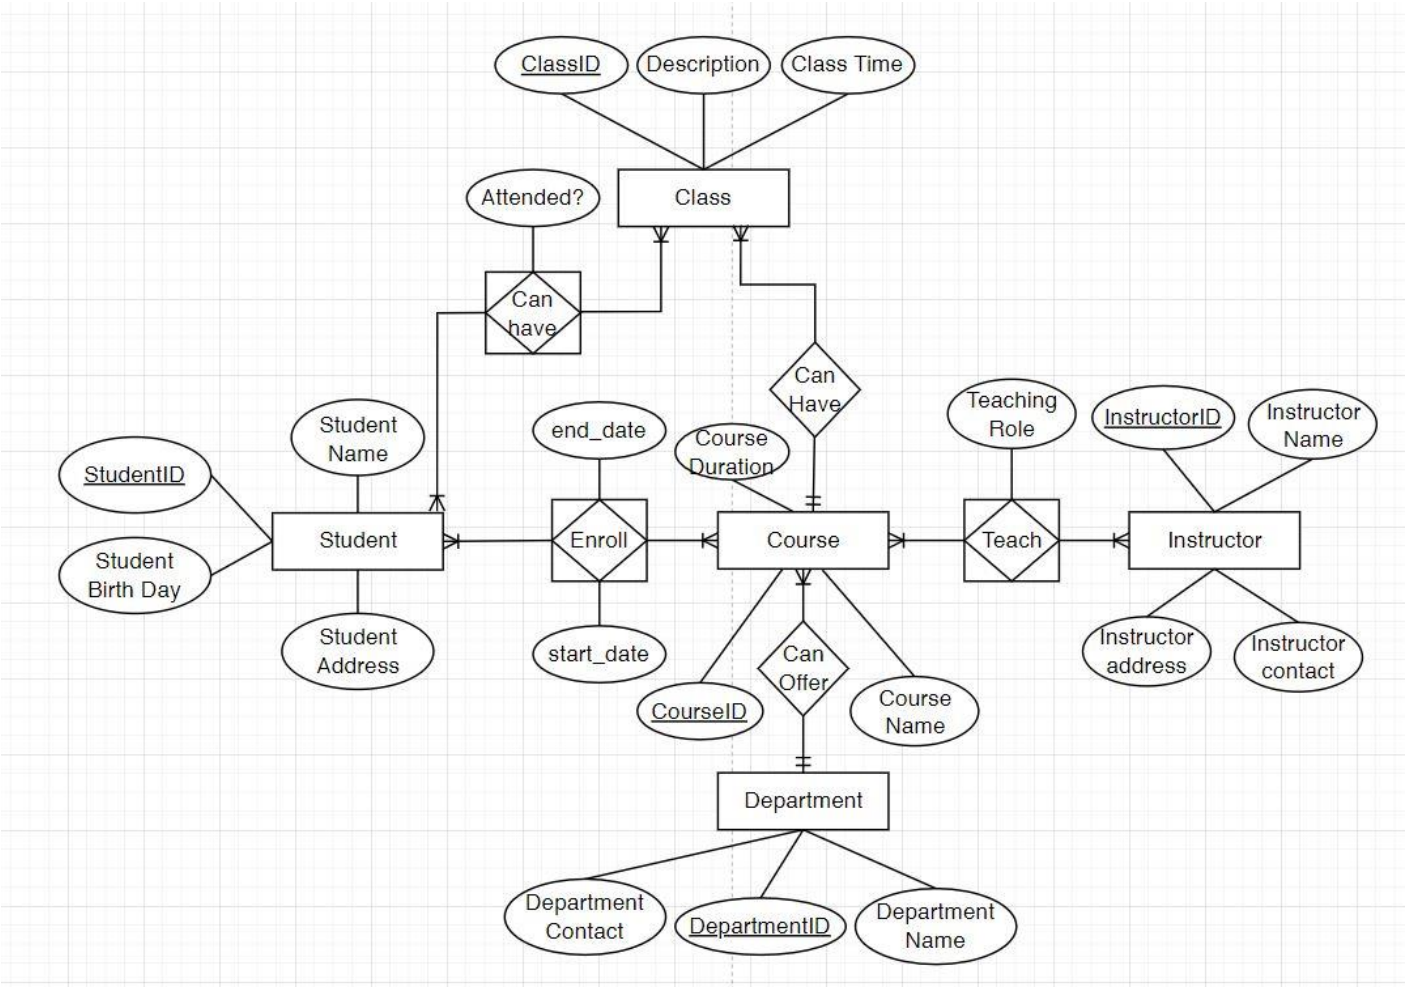 ClassID
Description
Class Time
Attended?
Class
Can
have
Can
Have
Student
Name
end_date
Course
Duration
Teaching
Role
InstructorID
Instructor
Name
StudentID
Student
Enroll
Course
Teach
Instructor
Student
Birth Day
Student
Address
start_date
Can
Offer
Instructor
address
Instructor
contact
CourseID
Course
Name
Department
Department
Contact
DepartmentID
Department
Name